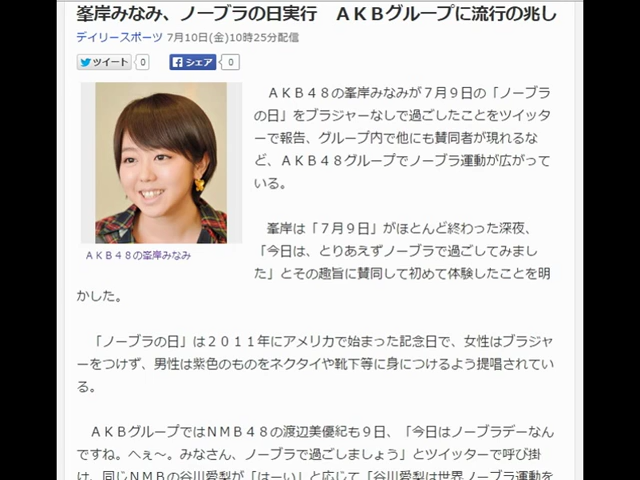 峯岸みなみ、ノーブラの日実行　ＡＫＢグループに流行の兆し
デイリースポーツ 7月10日(金)10時25分配信
ツイート 0 シェア 0
ＡＫＢ４８の峯岸みなみが７月９日の「ノーブラ
の日」をブラジャーなしで過ごしたことをツイッタ
ーで報告、グループ内で他にも賛同者が現れるな
ど、ＡＫＢ４８グループでノーブラ運動が広がって
いる。
峯岸は「７月９日」がほとんど終わった深夜、
「今日は、とりあえずノーブラで過ごしてみまし
た」とその趣旨に賛同して初めて体験したことを明
かした。
ＡＫＢ４８の峯岸みなみ
「ノーブラの日」は２０１１年にアメリカで始まった記念日で、女性はブラジャ
ーをつけず、男性は紫色のものをネクタイや靴下等に身につけるよう提唱されてい
る。
ＡＫＢグループではＮＭＢ４８の渡辺美優紀も９日、「今日はノーブラデーなん
ですね。へぇ～。みなさん、ノーブラで過ごしましょう」とツイッターで呼び掛
け、同じＮＭＢの谷川愛梨が「はーい」と応じて「谷川愛梨は世界ノーブラ運動を